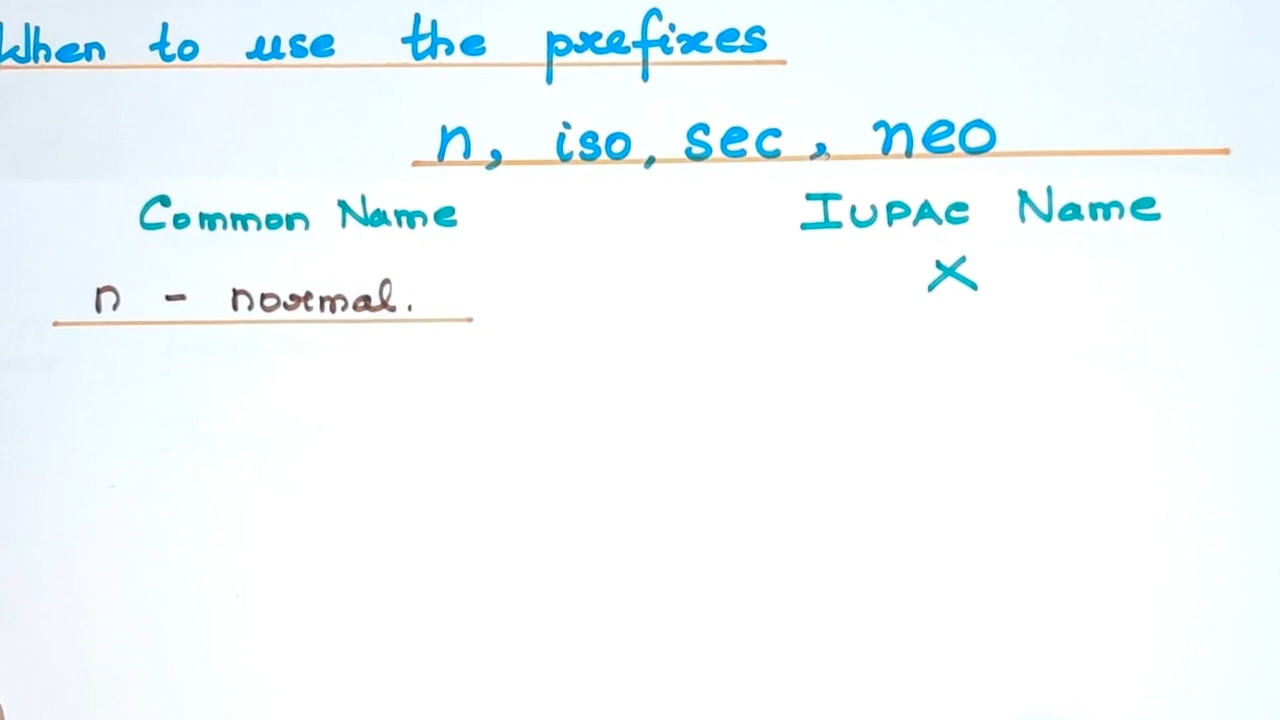 When to use the prefixes
n, iso, sec, neo
Common Name IUPAC Name
X
n - normal.